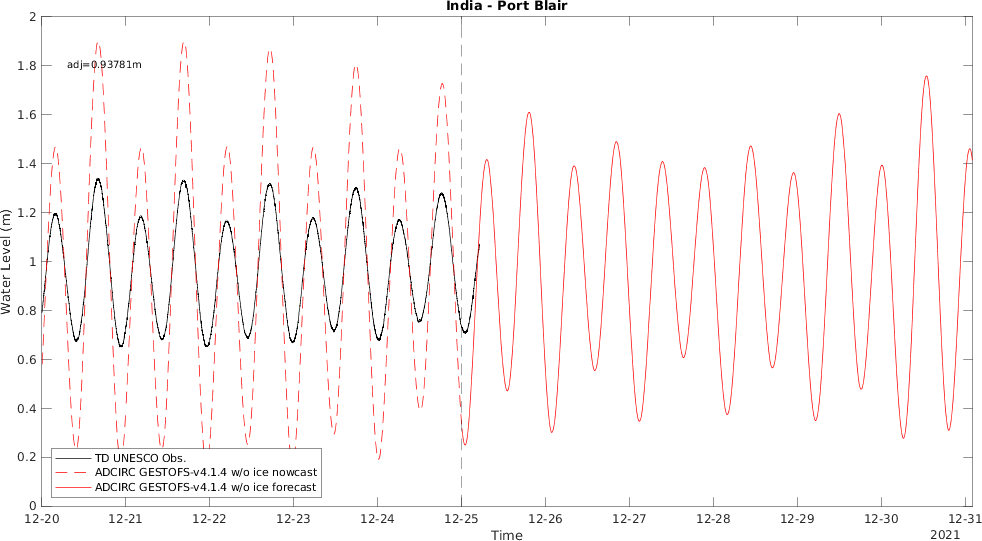 India - Port Blair
2
1.8
1.6
1.4
1.2
1
0.8
0.6
0.4
0.2
0
Water Level (m)
adj=0.93781m
TD UNESCO Obs.
ADCIRC GESTOFS-v4.1.4 w/o ice nowcast
ADCIRC GESTOFS-v4.1.4 w/o ice forecast
12-20 12-21 12-22 12-23 12-24 12-25 12-26 12-27 12-28 12-29 12-30 12-31
Time
2021